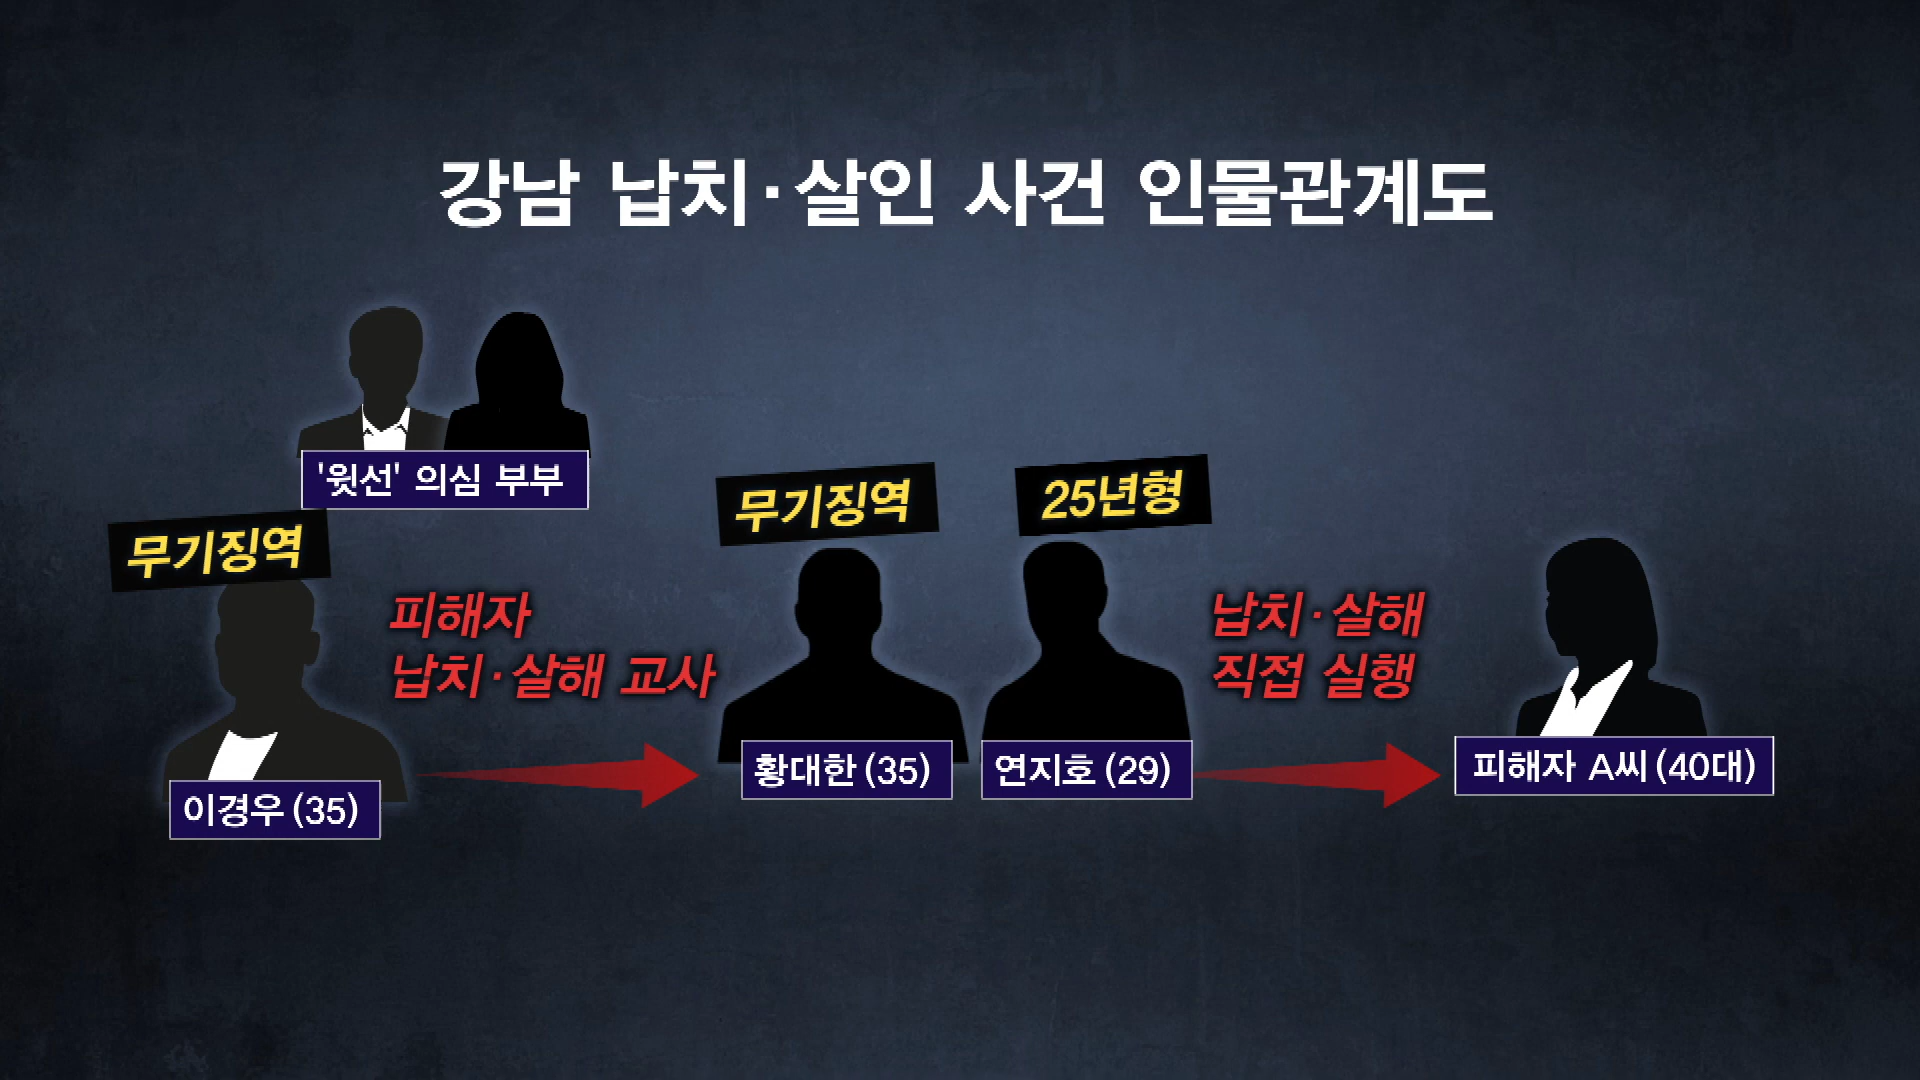 강남 납치·살인 사건 인물관계도
'윗선' 의심 부부
무기징역
이경우 (35)
피해자
납치·살해 교사
무기징역
황대한 (35)
25년형
연지호 (29)
납치·살해
직접 실행
피해자 A씨 (40대)